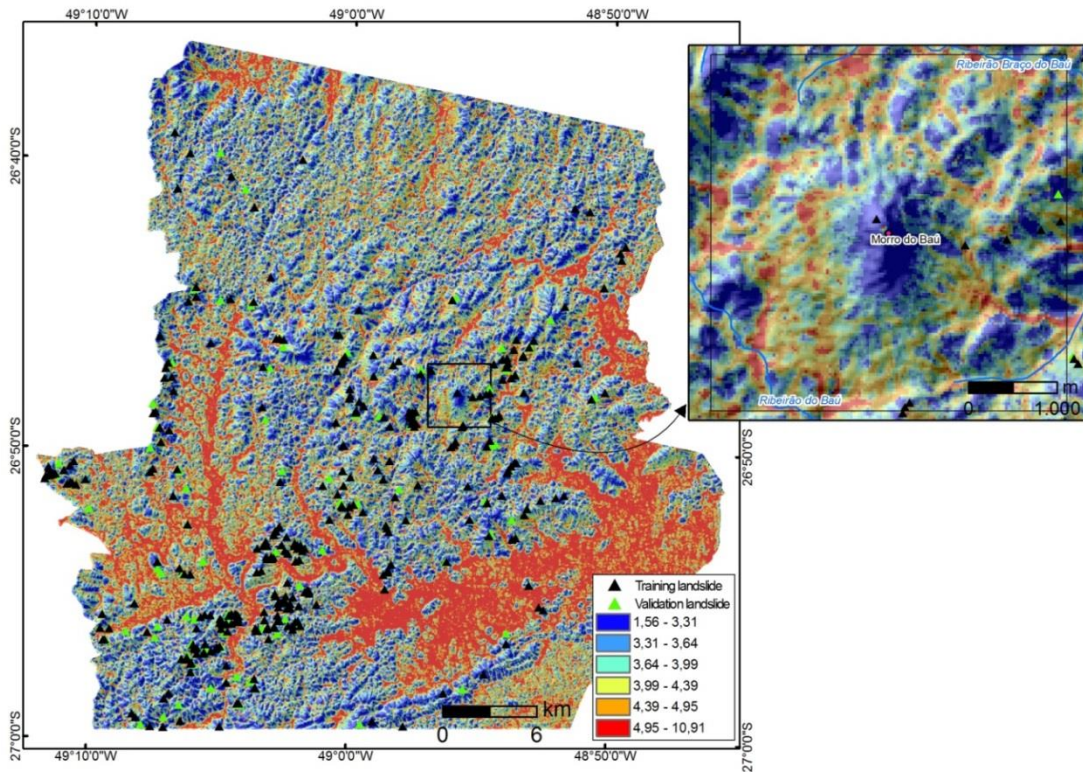 49°10'0"W
49°0'0"W
48°50'0"W
26°40'0"S
26°40'0"S
26°50'0"S
26°50'0"S
27°0'0"S
27°0'0"S
49°10'0"W
49°0'0"W
48°50'0"W
Ribeirão Braço do Baú
Morro do Baú
Ribeirão do Baú
m
0 1.000
Training landslide
Validation landslide
1,56 - 3,31
3,31 - 3,64
3,64 - 3,99
3,99 - 4,39
4,39 - 4,95
4,95 - 10,91
km
0 6